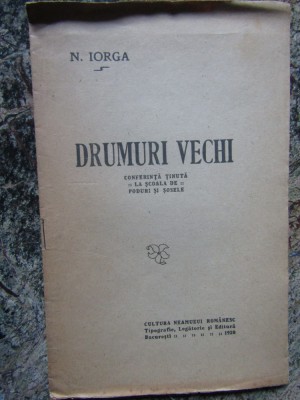 N. IORGA
DRUMURI VECHI
CONFERINȚĂ ȚINUTĂ
:: LA ȘCOALA DE ::
PODURI ȘI ȘOSELE
CULTURA NEAMULUI ROMÂNESC
Tipografie, Legătorie și Editură
București